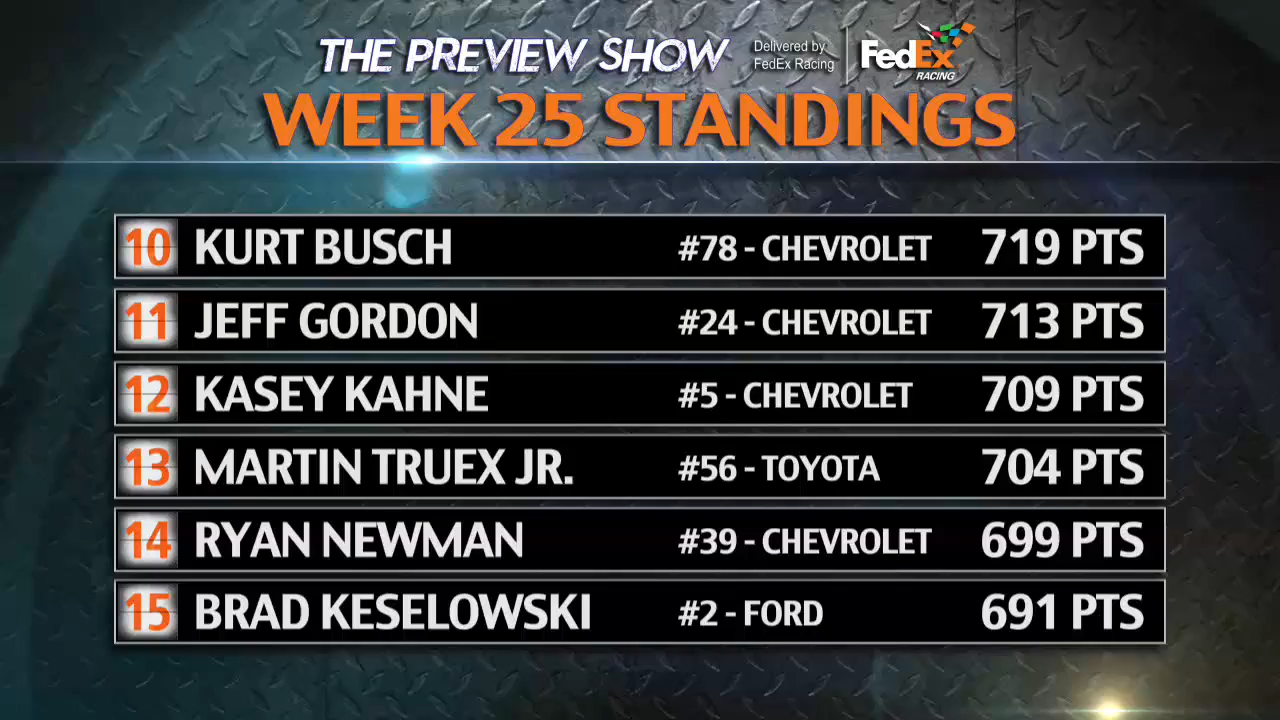 THE PREVIEW SHOW
Delivered by
FedEx Racing
FedEx
RACING
WEEK 25 STANDINGS
10 KURT BUSCH #78 - CHEVROLET 719 PTS
11 JEFF GORDON #24 - CHEVROLET 713 PTS
12 KASEY KAHNE #5 - CHEVROLET 709 PTS
13 MARTIN TRUEX JR. #56 - TOYOTA 704 PTS
14 RYAN NEWMAN #39 - CHEVROLET 699 PTS
15 BRAD KESELOWSKI #2 - FORD 691 PTS